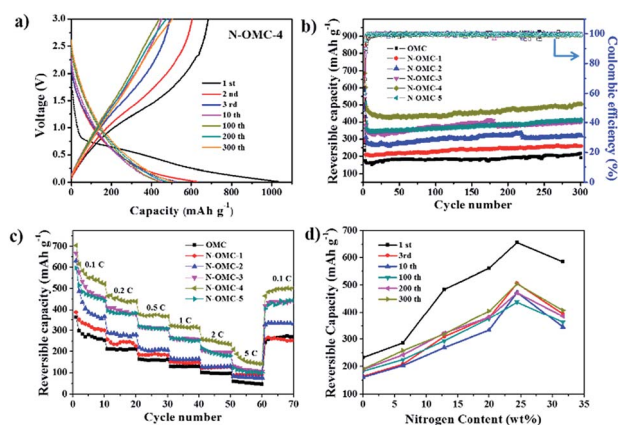 a)
N-OMC-4
1 st
2 nd
3 rd
10 th
100 th
200 th
300 th
Voltage (V)
3.0
2.5
2.0
1.5
1.0
0.5
0.0
0 200 400 600 800 1000
Capacity (mAh g⁻¹)
b)
OMC
N-OMC-1
N-OMC-2
N-OMC-3
N-OMC-4
N-OMC-5
Reversible capacity (mAh g⁻¹)
900
800
700
600
500
400
300
200
100
100
80
60
40
20
0
Coulombic efficiency (%)
0 100 200 300
Cycle number
c)
OMC
N-OMC-1
N-OMC-2
N-OMC-3
N-OMC-4
N-OMC-5
0.1 C
0.2 C
0.5 C
1 C
2 C
5 C
0.1 C
Reversible capacity (mAh g⁻¹)
800
700
600
500
400
300
200
100
0
0 10 20 30 40 50 60 70
Cycle number
d)
1 st
3rd
10 th
100 th
200 th
300 th
Reversible capacity (mAh g⁻¹)
700
600
500
400
300
200
100
0 5 10 15 20 25 30 35
Nitrogen Content (wt%)